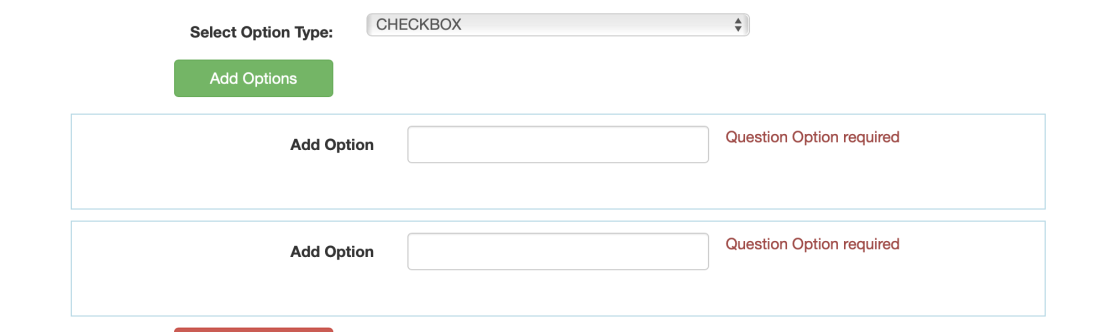 Select Option Type:
CHECKBOX
Add Options
Add Option
Question Option required
Add Option
Question Option required